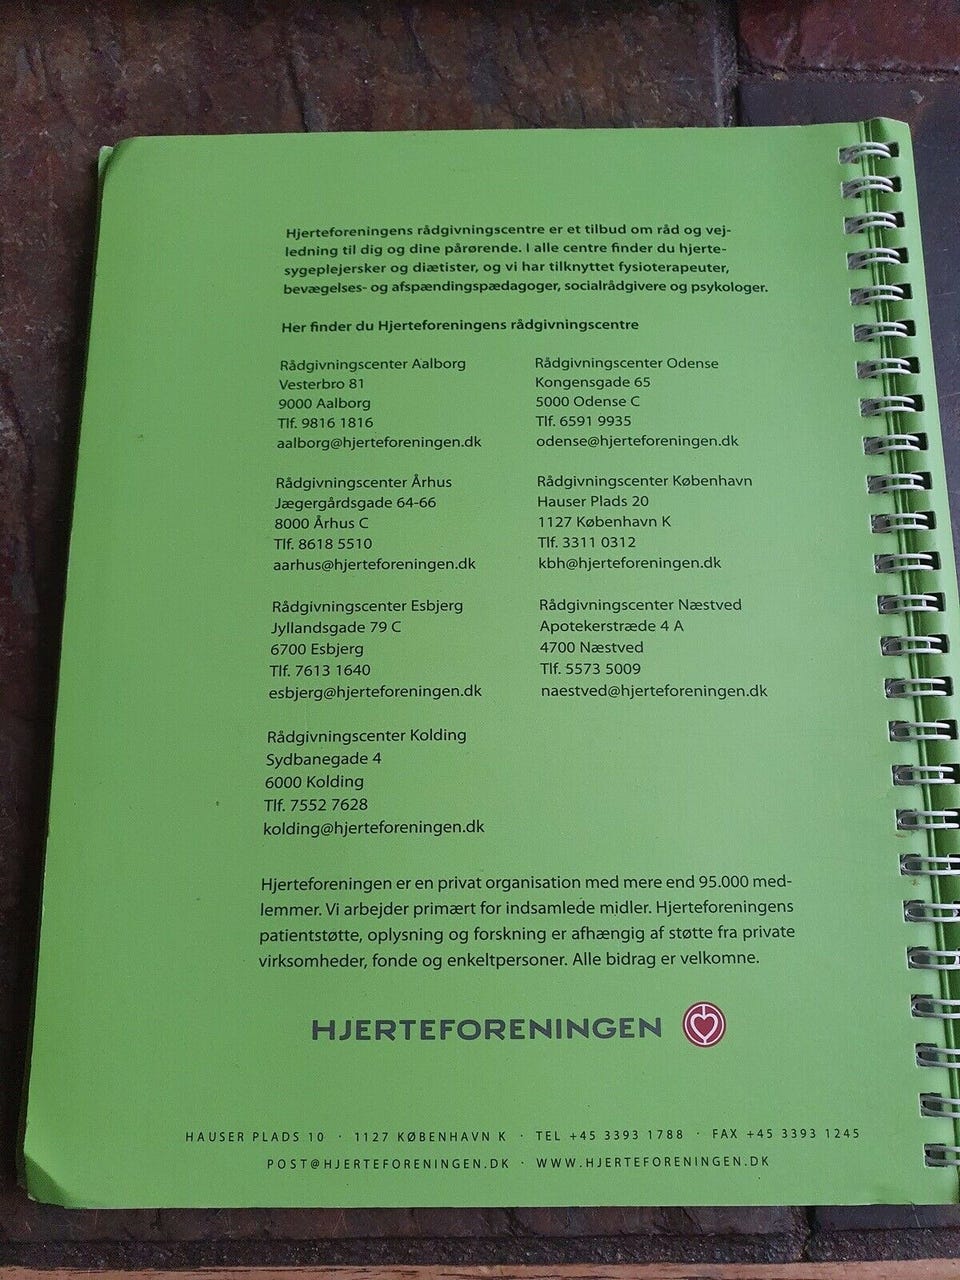 Hjerteforeningens rådgivningscentre er et tilbud om råd og vej-
ledning til dig og dine pårørende. I alle centre finder du hjerte-
sygeplejersker og diætister, og vi har tilknyttet fysioterapeuter,
bevægelses- og afspændingspædagoger, socialrådgivere og psykologer.
Her finder du Hjerteforeningens rådgivningscentre
Rådgivningscenter Aalborg
Vesterbro 81
9000 Aalborg
Tlf. 9816 1816
aalborg@hjerteforeningen.dk
Rådgivningscenter Århus
Jægergårdsgade 64-66
8000 Århus C
Tlf. 8618 5510
aarhus@hjerteforeningen.dk
Rådgivningscenter Esbjerg
Jyllandsgade 79 C
6700 Esbjerg
Tlf. 7613 1640
esbjerg@hjerteforeningen.dk
Rådgivningscenter Kolding
Sydbanegade 4
6000 Kolding
Tlf. 7552 7628
kolding@hjerteforeningen.dk
Rådgivningscenter Odense
Kongensgade 65
5000 Odense C
Tlf. 6591 9935
odense@hjerteforeningen.dk
Rådgivningscenter København
Hauser Plads 20
1127 København K
Tlf. 3311 0312
kbh@hjerteforeningen.dk
Rådgivningscenter Næstved
Apotekerstræde 4 A
4700 Næstved
Tlf. 5573 5009
naestved@hjerteforeningen.dk
Hjerteforeningen er en privat organisation med mere end 95.000 med-
lemmer. Vi arbejder primært for indsamlede midler. Hjerteforeningens
patientstøtte, oplysning og forskning er afhængig af støtte fra private
virksomheder, fonde og enkeltpersoner. Alle bidrag er velkomne.
HJERTEFORENINGEN
HAUSER PLADS 10 · 1127 KØBENHAVN K · TEL +45 3393 1788 · FAX +45 3393 1245
POST@HJERTEFORENINGEN.DK · WWW.HJERTEFORENINGEN.DK